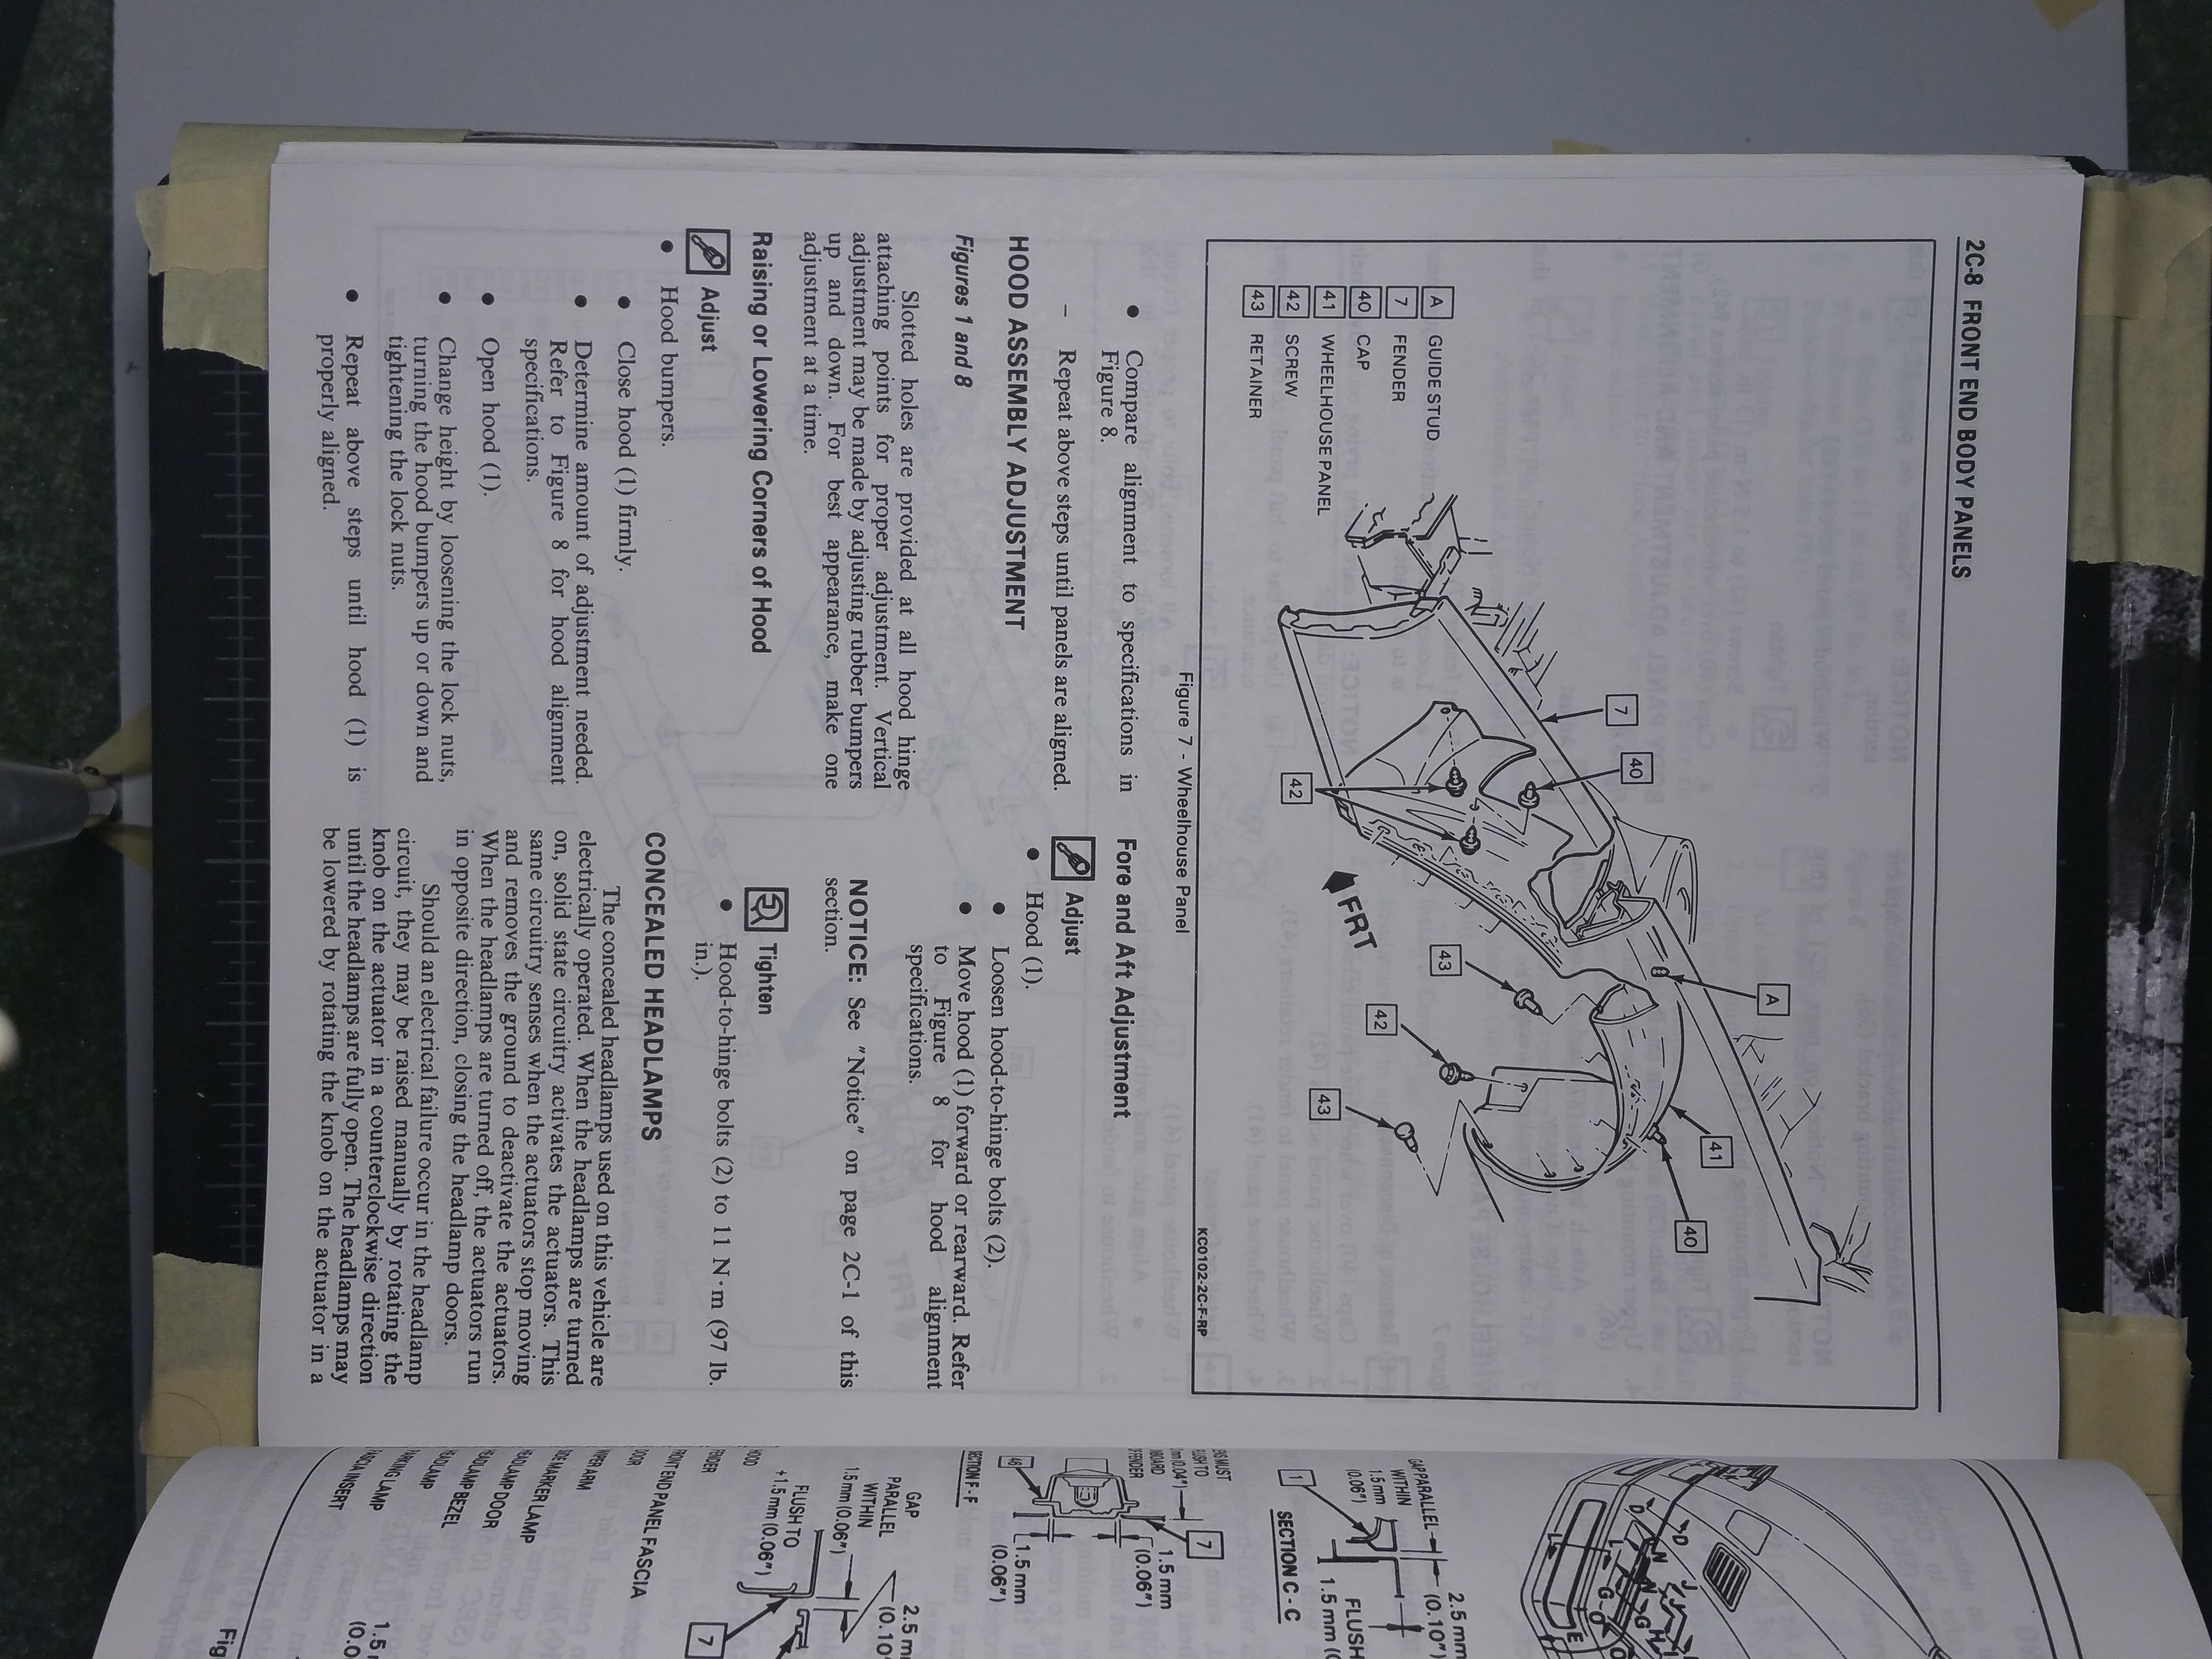 2C-8 FRONT END BODY PANELS
A GUIDE STUD
7 FENDER
40 CAP
41 WHEELHOUSE PANEL
42 SCREW
43 RETAINER
7
40
42
FRT
A
43
42
43
41
40
KC0102-2C-F-RP
Figure 7 - Wheelhouse Panel
• Compare alignment to specifications in
Figure 8.
– Repeat above steps until panels are aligned.
HOOD ASSEMBLY ADJUSTMENT
Figures 1 and 8
Slotted holes are provided at all hood hinge
attaching points for proper adjustment. Vertical
adjustment may be made by adjusting rubber bumpers
up and down. For best appearance, make one
adjustment at a time.
Raising or Lowering Corners of Hood
Adjust
• Hood bumpers.
• Close hood (1) firmly.
• Determine amount of adjustment needed.
Refer to Figure 8 for hood alignment
specifications.
• Open hood (1).
• Change height by loosening the lock nuts,
turning the hood bumpers up or down and
tightening the lock nuts.
• Repeat above steps until hood (1) is
properly aligned.
Fore and Aft Adjustment
Adjust
• Hood (1).
• Loosen hood-to-hinge bolts (2).
• Move hood (1) forward or rearward. Refer
to Figure 8 for hood alignment
specifications.
NOTICE: See "Notice" on page 2C-1 of this
section.
Tighten
• Hood-to-hinge bolts (2) to 11 N·m (97 lb.
in.).
CONCEALED HEADLAMPS
The concealed headlamps used on this vehicle are
electrically operated. When the headlamps are turned
on, solid state circuitry activates the actuators. This
same circuitry senses when the actuators stop moving
and removes the ground to deactivate the actuators.
When the headlamps are turned off, the actuators run
in opposite direction, closing the headlamp doors.
Should an electrical failure occur in the headlamp
circuit, they may be raised manually by rotating the
knob on the actuator in a counterclockwise direction
until the headlamps are fully open. The headlamps may
be lowered by rotating the knob on the actuator in a
GAP PARALLEL
WITHIN
1.5 mm
(0.06")
2.5 mm
(0.10")
1
FLUSH
1.5 mm
SECTION C - C
MUST
FLUSH TO
(0.04")
FENDER
7
1.5 mm
(0.06")
46
1.5 mm
(0.06")
SECTION F-F
GAP
PARALLEL
WITHIN
1.5 mm (0.06")
2.5
(0.10"
FLUSH TO
+1.5 mm (0.06")
7
HOOD
FENDER
FRONT END PANEL FASCIA
DOOR
WIPER ARM
MARKER LAMP
LAMP DOOR
LAMP BEZEL
LAMP
PARKING LAMP
FASCIA INSERT
1.5
(0.0
Fig